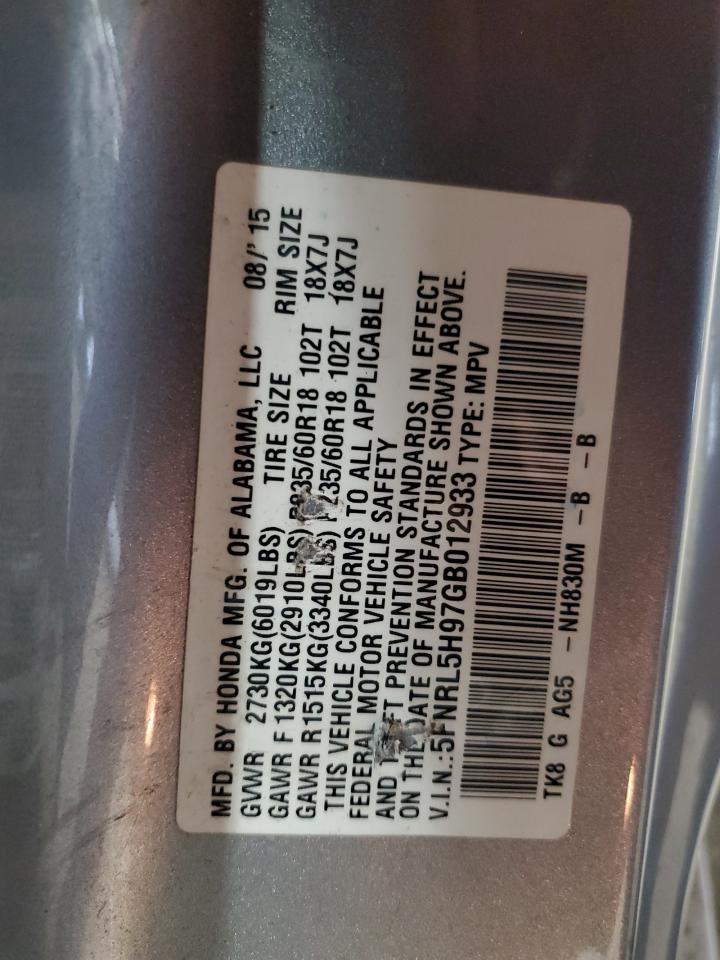 MFD. BY HONDA MFG. OF ALABAMA, LLC 08/ 15
GVWR 2730KG(6019LBS) TIRE SIZE RIM SIZE
GAWR F 1320KG(2910LBS) P235/60R18 102T 18X7J
GAWR R1515KG(3340LBS) P235/60R18 102T 18X7J
THIS VEHICLE CONFORMS TO ALL APPLICABLE
FEDERAL MOTOR VEHICLE SAFETY
AND PREVENTION STANDARDS IN EFFECT
ON THE DATE OF MANUFACTURE SHOWN ABOVE.
V.I.N.:5FNRL5H97GB012933 TYPE: MPV
TK8 G AG5 -NH830M -B -B